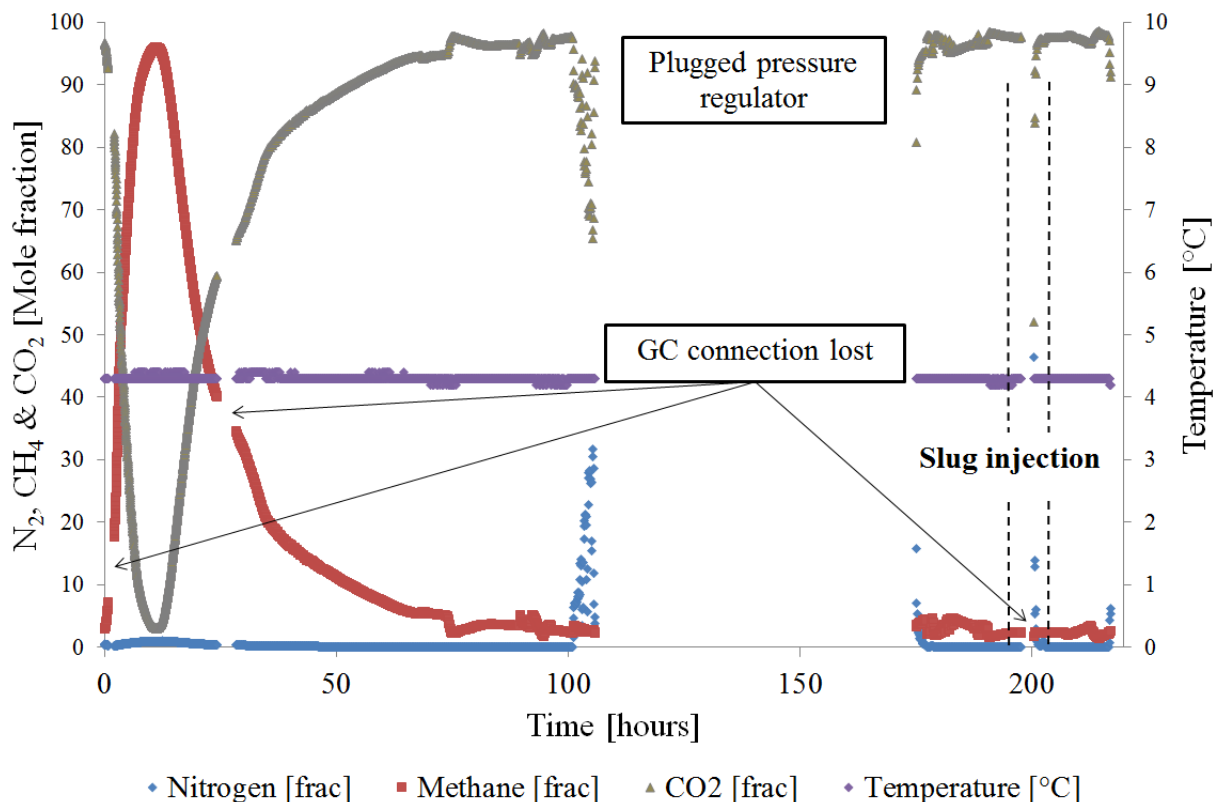 100
90
80
70
60
50
40
30
20
10
0
N2, CH4 & CO2 [Mole fraction]
Plugged pressure
regulator
GC connection lost
Slug injection
10
9
8
7
6
5
4
3
2
1
0
Temperature [°C]
0
50
100
150
200
Time [hours]
Nitrogen [frac]
Methane [frac]
CO2 [frac]
Temperature [°C]